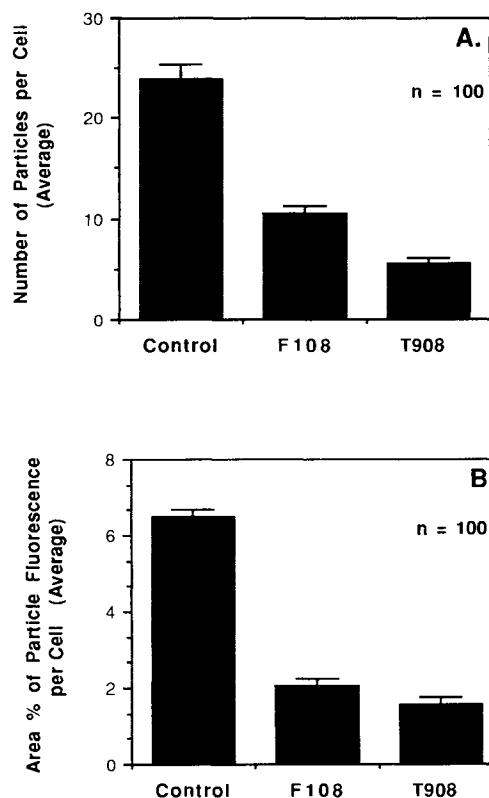 A.
n = 100
Number of Particles per Cell
(Average)
30
20
10
0
Control F108 T908
B
n = 100
Area % of Particle Fluorescence
per Cell (Average)
8
6
4
2
0
Control F108 T908